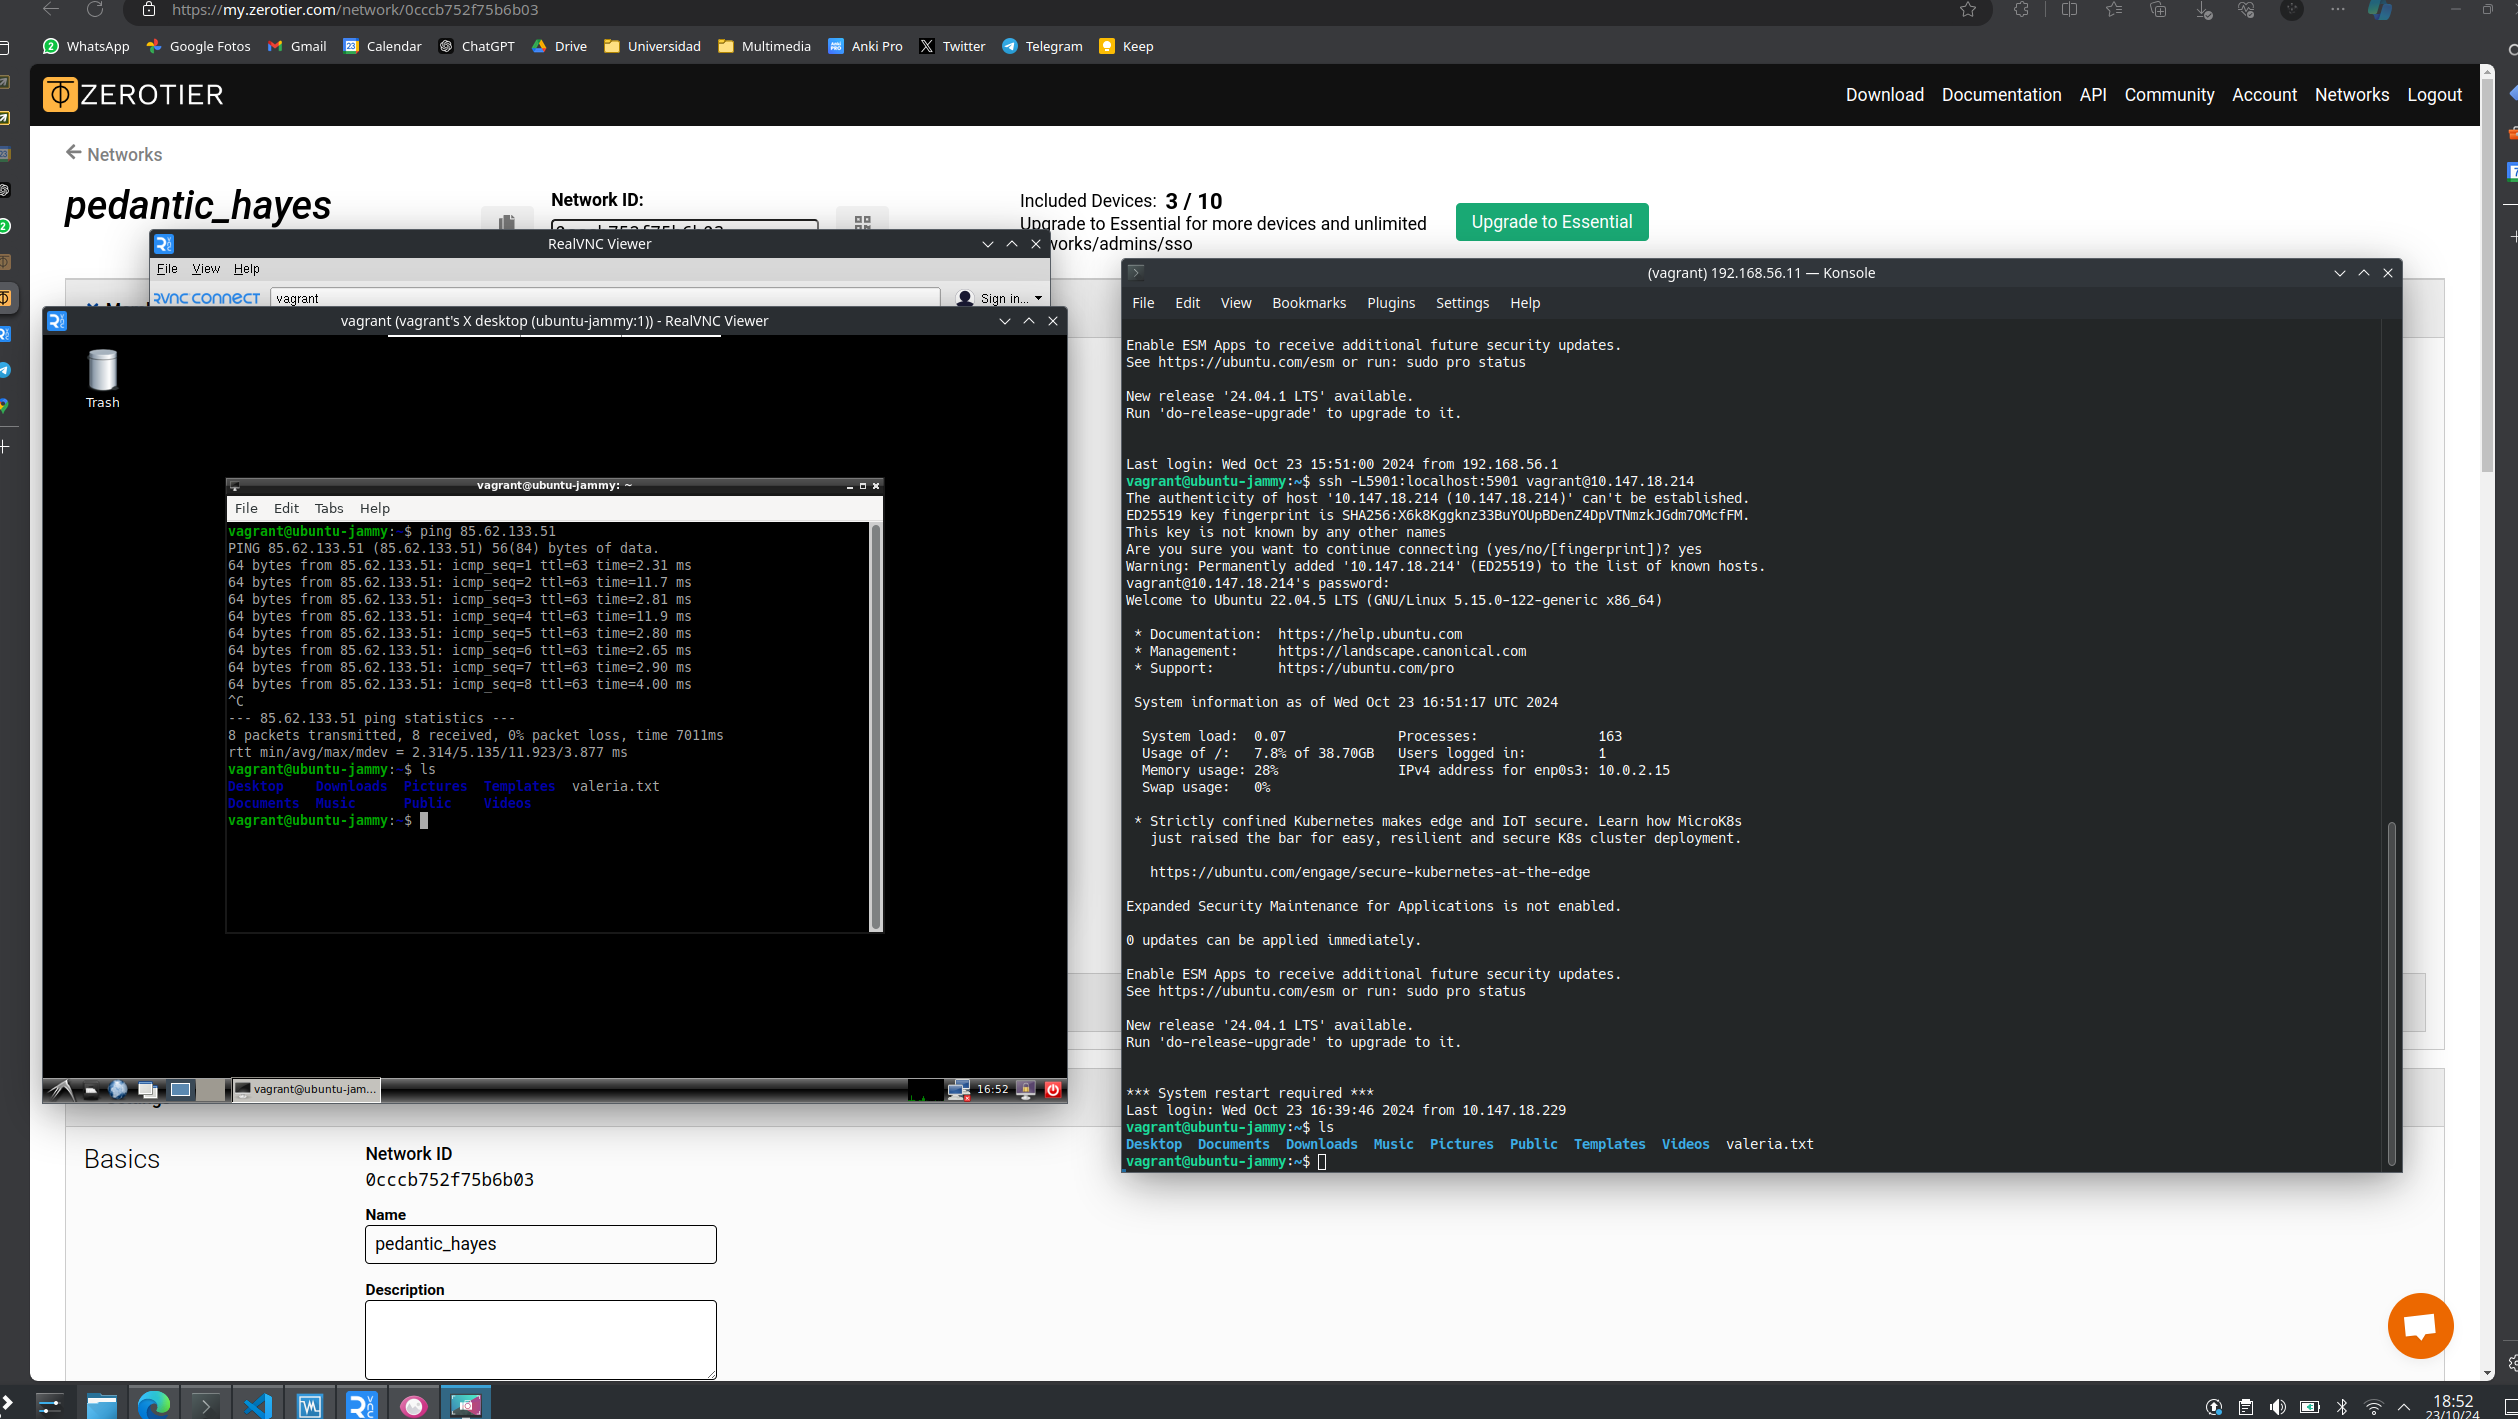 https://my.zerotier.com/network/0cccb752f75b6b03
WhatsApp Google Fotos Gmail Calendar ChatGPT Drive Universidad Multimedia Anki Pro Twitter Telegram Keep
ZEROTIER
Download Documentation API Community Account Networks Logout
Networks
pedantic_hayes
Network ID:
Included Devices: 3 / 10
Upgrade to Essential for more devices and unlimited
works/admins/sso
Upgrade to Essential
RealVNC Viewer
File View Help
RVNC CONNECT
vagrant
Sign in...
vagrant (vagrant's X desktop (ubuntu-jammy:1)) - RealVNC Viewer
Trash
vagrant@ubuntu-jammy: ~
File Edit Tabs Help
vagrant@ubuntu-jammy:~$ ping 85.62.133.51
PING 85.62.133.51 (85.62.133.51) 56(84) bytes of data.
64 bytes from 85.62.133.51: icmp_seq=1 ttl=63 time=2.31 ms
64 bytes from 85.62.133.51: icmp_seq=2 ttl=63 time=11.7 ms
64 bytes from 85.62.133.51: icmp_seq=3 ttl=63 time=2.81 ms
64 bytes from 85.62.133.51: icmp_seq=4 ttl=63 time=11.9 ms
64 bytes from 85.62.133.51: icmp_seq=5 ttl=63 time=2.80 ms
64 bytes from 85.62.133.51: icmp_seq=6 ttl=63 time=2.65 ms
64 bytes from 85.62.133.51: icmp_seq=7 ttl=63 time=2.90 ms
64 bytes from 85.62.133.51: icmp_seq=8 ttl=63 time=4.00 ms
^C
--- 85.62.133.51 ping statistics ---
8 packets transmitted, 8 received, 0% packet loss, time 7011ms
rtt min/avg/max/mdev = 2.314/5.135/11.923/3.877 ms
vagrant@ubuntu-jammy:~$ ls
Desktop Downloads Pictures Templates valeria.txt
Documents Music Public Videos
vagrant@ubuntu-jammy:~$
vagrant@ubuntu-jam...
16:52
(vagrant) 192.168.56.11 — Konsole
File Edit View Bookmarks Plugins Settings Help
Enable ESM Apps to receive additional future security updates.
See https://ubuntu.com/esm or run: sudo pro status
New release '24.04.1 LTS' available.
Run 'do-release-upgrade' to upgrade to it.
Last login: Wed Oct 23 15:51:00 2024 from 192.168.56.1
vagrant@ubuntu-jammy:~$ ssh -L5901:localhost:5901 vagrant@10.147.18.214
The authenticity of host '10.147.18.214 (10.147.18.214)' can't be established.
ED25519 key fingerprint is SHA256:X6k8Kggknz33BuYOUpBDenZ4DpVTNmzkJGdm7OMcfFM.
This key is not known by any other names
Are you sure you want to continue connecting (yes/no/[fingerprint])? yes
Warning: Permanently added '10.147.18.214' (ED25519) to the list of known hosts.
vagrant@10.147.18.214's password:
Welcome to Ubuntu 22.04.5 LTS (GNU/Linux 5.15.0-122-generic x86_64)
* Documentation: https://help.ubuntu.com
* Management: https://landscape.canonical.com
* Support: https://ubuntu.com/pro
System information as of Wed Oct 23 16:51:17 UTC 2024
System load: 0.07 Processes: 163
Usage of /: 7.8% of 38.70GB Users logged in: 1
Memory usage: 28% IPv4 address for enp0s3: 10.0.2.15
Swap usage: 0%
* Strictly confined Kubernetes makes edge and IoT secure. Learn how MicroK8s
just raised the bar for easy, resilient and secure K8s cluster deployment.
https://ubuntu.com/engage/secure-kubernetes-at-the-edge
Expanded Security Maintenance for Applications is not enabled.
0 updates can be applied immediately.
Enable ESM Apps to receive additional future security updates.
See https://ubuntu.com/esm or run: sudo pro status
New release '24.04.1 LTS' available.
Run 'do-release-upgrade' to upgrade to it.
*** System restart required ***
Last login: Wed Oct 23 16:39:46 2024 from 10.147.18.229
vagrant@ubuntu-jammy:~$ ls
Desktop Documents Downloads Music Pictures Public Templates Videos valeria.txt
vagrant@ubuntu-jammy:~$
Basics
Network ID
0cccb752f75b6b03
Name
pedantic_hayes
Description
18:52
23/10/24